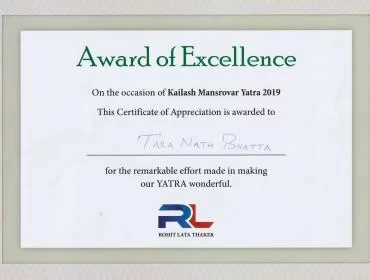 Award of Excellence
On the occasion of Kailash Mansrovar Yatra 2019
This Certificate of Appreciation is awarded to
TARA NATH BHATTA
for the remarkable effort made in making
our YATRA wonderful.
RL
ROHIT LATA THAKER